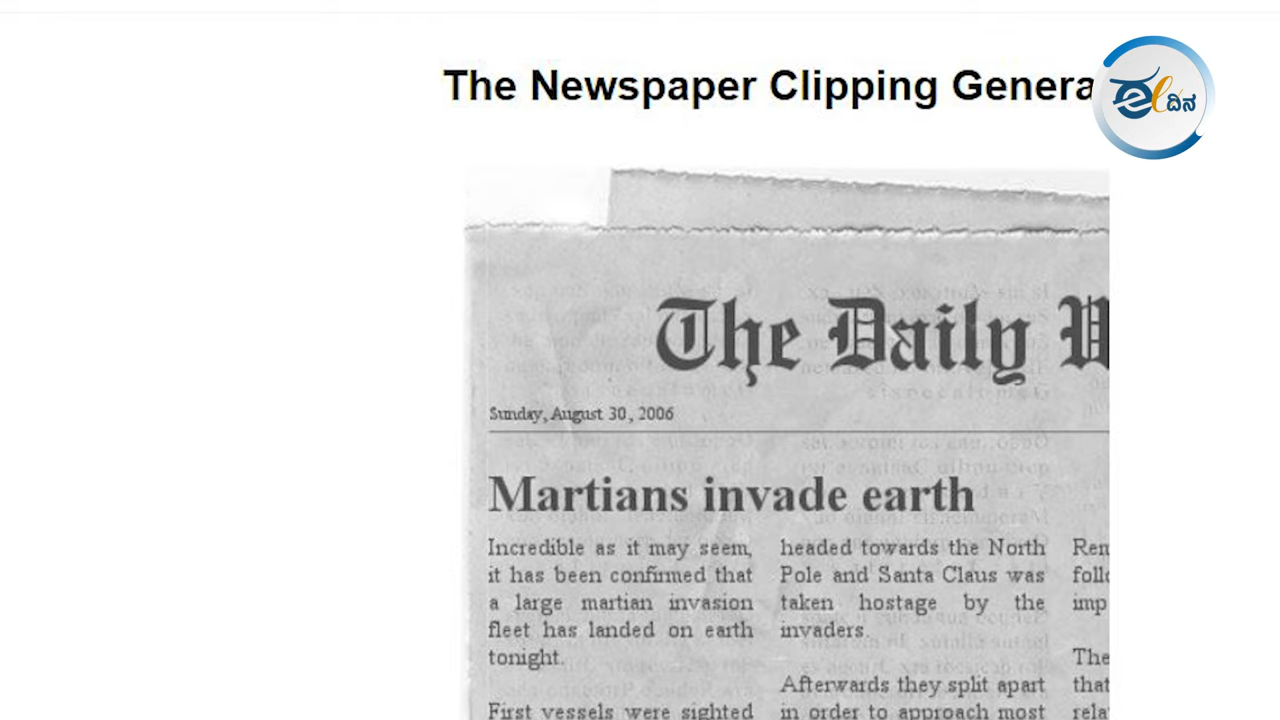 The Newspaper Clipping Genera
el ದಿನ
The Daily W
Sunday, August 30, 2006
Martians invade earth
Incredible as it may seem,
it has been confirmed that
a large martian invasion
fleet has landed on earth
tonight.
First vessels were sighted
headed towards the North
Pole and Santa Claus was
taken hostage by the
invaders.
Afterwards they split apart
in order to approach most
Rem
follo
imp
The
that
rela